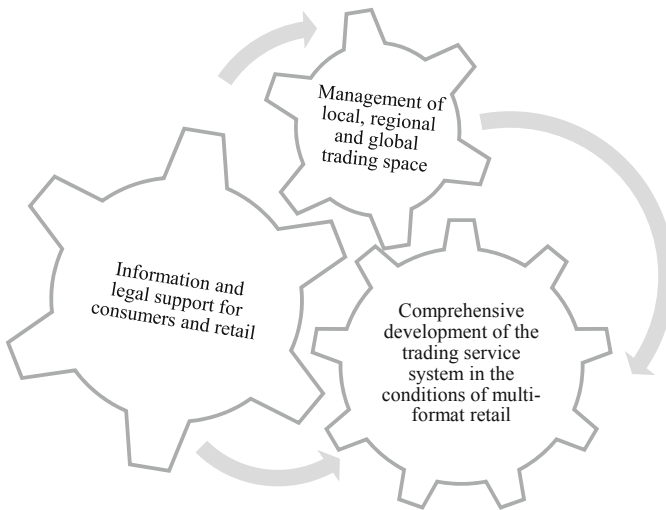 Management of
local, regional
and global
trading space
Information and
legal support for
consumers and retail
Comprehensive
development of the
trading service
system in the
conditions of multi-
format retail